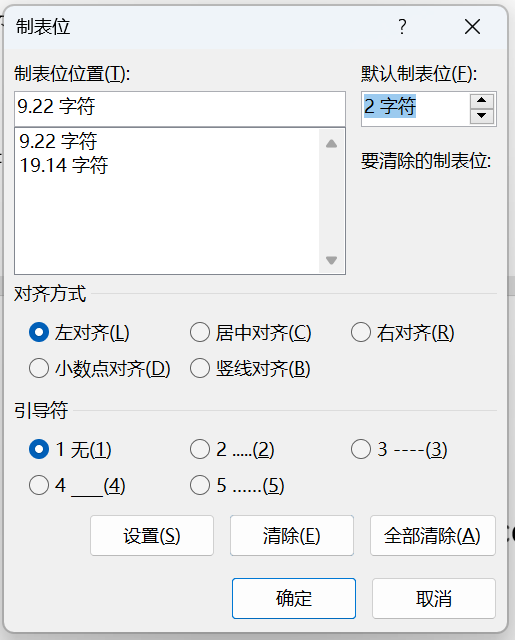 制表位 ?
制表位位置(T): 默认制表位(F):
9.22 字符 2 字符
9.22 字符
19.14 字符
要清除的制表位:
对齐方式
左对齐(L) 居中对齐(C) 右对齐(R)
小数点对齐(D) 竖线对齐(B)
引导符
1 无(1) 2 .....(2) 3 ----(3)
4 ___(4) 5 ……(5)
设置(S) 清除(E) 全部清除(A)
确定 取消